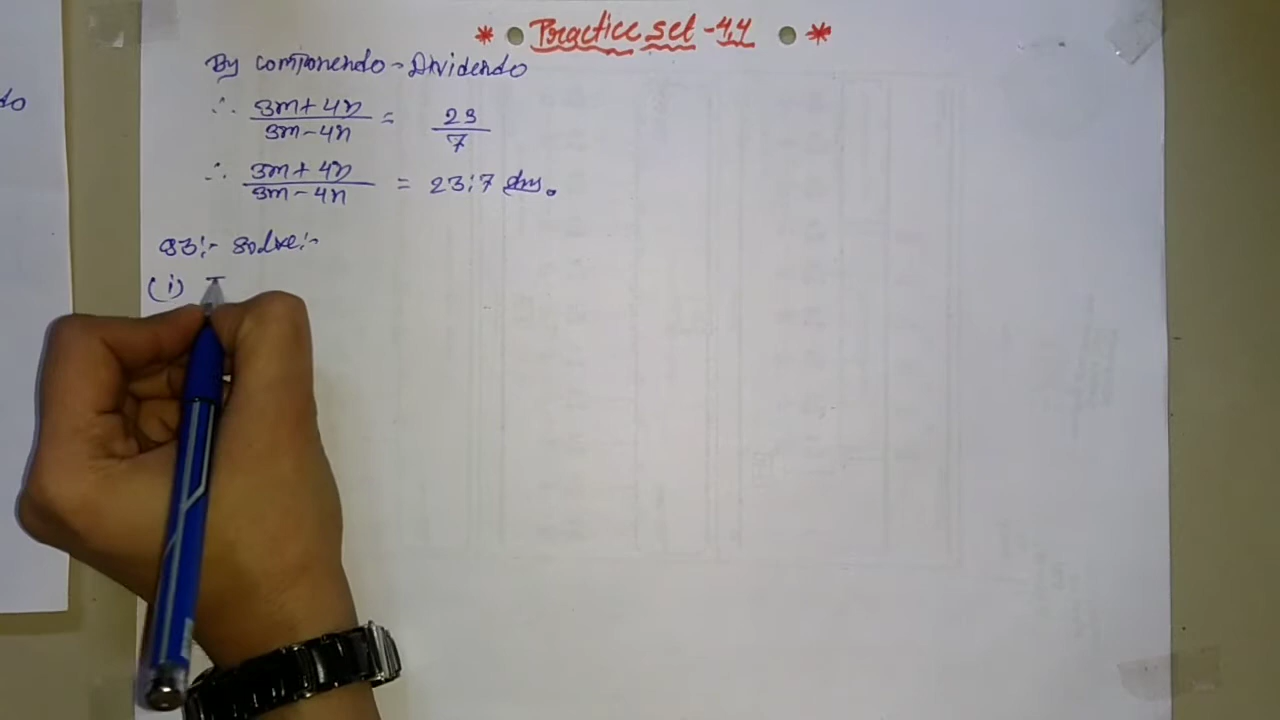 * Practice set - 4.4 *
By componendo - Dividendo
∴ 3m + 4n / 3m - 4n = 23 / 7
∴ 3m + 4n / 3m - 4n = 23:7 Ans.
Q3:- Solve:-
(i)
do